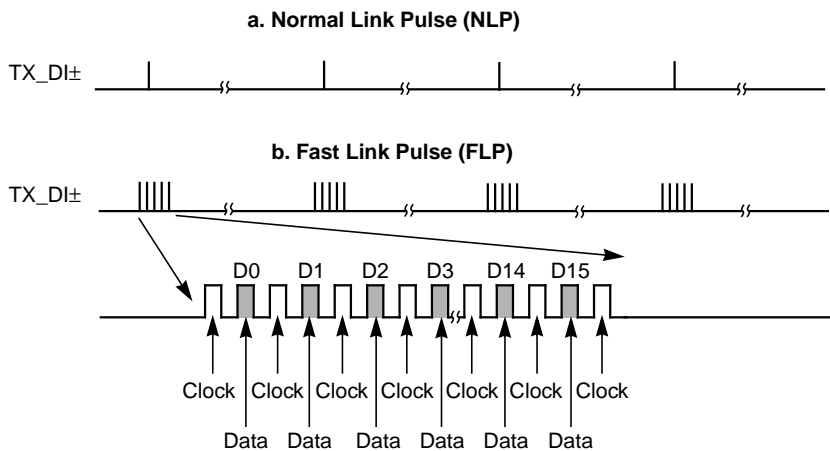 a. Normal Link Pulse (NLP)
TX_DI±
b. Fast Link Pulse (FLP)
TX_DI±
D0 D1 D2 D3 D14 D15
Clock Clock Clock Clock Clock Clock Clock
Data Data Data Data Data Data